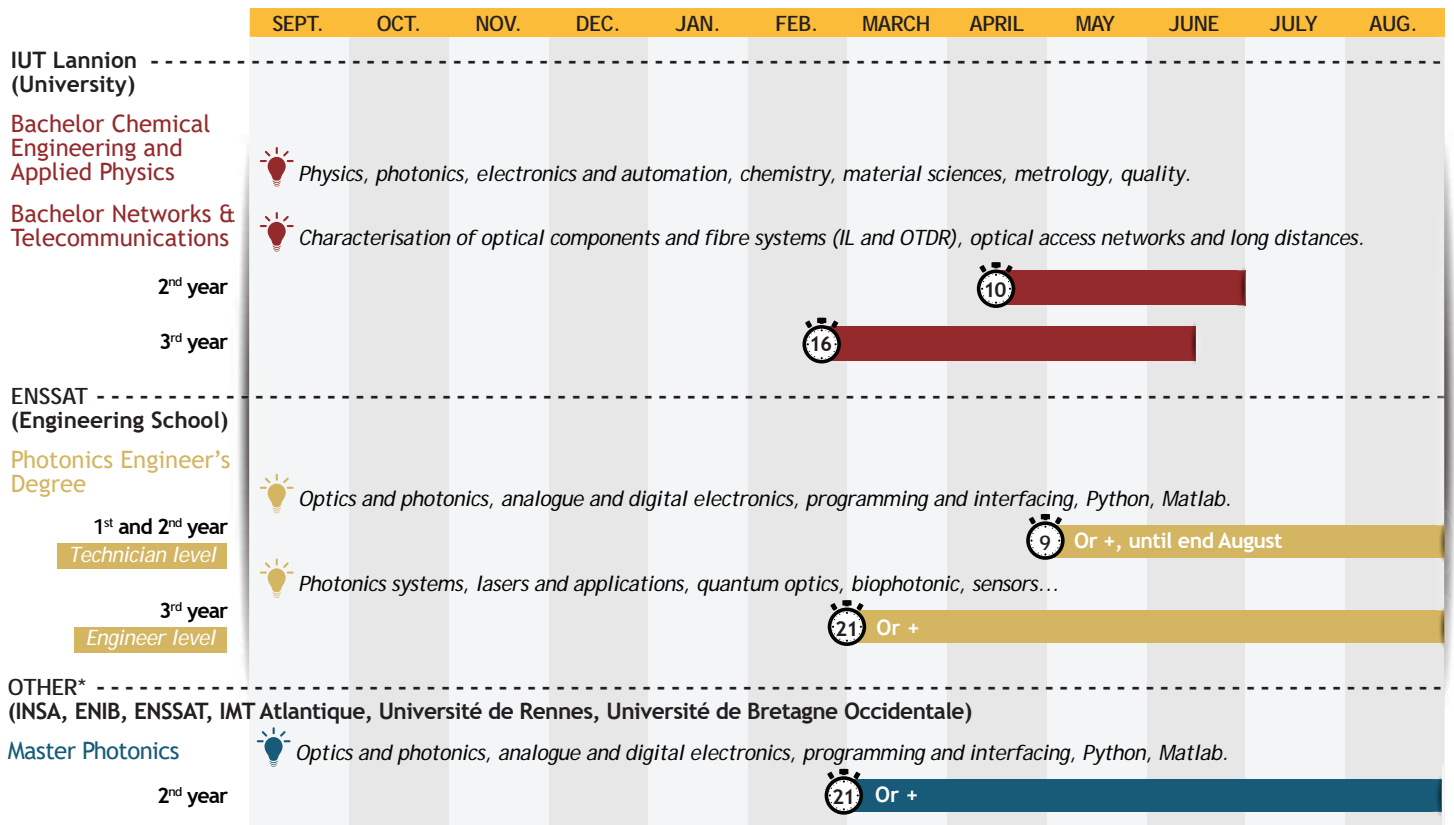 SEPT. OCT. NOV. DEC. JAN. FEB. MARCH APRIL MAY JUNE JULY AUG.
IUT Lannion
(University)
Bachelor Chemical
Engineering and
Applied Physics
Physics, photonics, electronics and automation, chemistry, material sciences, metrology, quality.
Bachelor Networks &
Telecommunications
Characterisation of optical components and fibre systems (IL and OTDR), optical access networks and long distances.
2nd year
10
3rd year
16
ENSSAT
(Engineering School)
Photonics Engineer's
Degree
Optics and photonics, analogue and digital electronics, programming and interfacing, Python, Matlab.
1st and 2nd year
Technician level
9 Or +, until end August
Photonics systems, lasers and applications, quantum optics, biophotonic, sensors…
3rd year
Engineer level
21 Or +
OTHER*
(INSA, ENIB, ENSSAT, IMT Atlantique, Université de Rennes, Université de Bretagne Occidentale)
Master Photonics
Optics and photonics, analogue and digital electronics, programming and interfacing, Python, Matlab.
2nd year
21 Or +